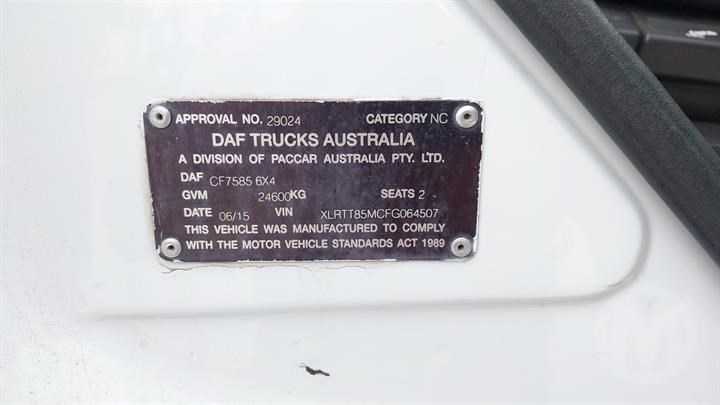 APPROVAL NO. 29024 CATEGORY NC
DAF TRUCKS AUSTRALIA
A DIVISION OF PACCAR AUSTRALIA PTY. LTD.
DAF CF7585 6X4
GVM 24600KG SEATS 2
DATE 06/15 VIN XLRTT85MCFG064507
THIS VEHICLE WAS MANUFACTURED TO COMPLY
WITH THE MOTOR VEHICLE STANDARDS ACT 1989
M